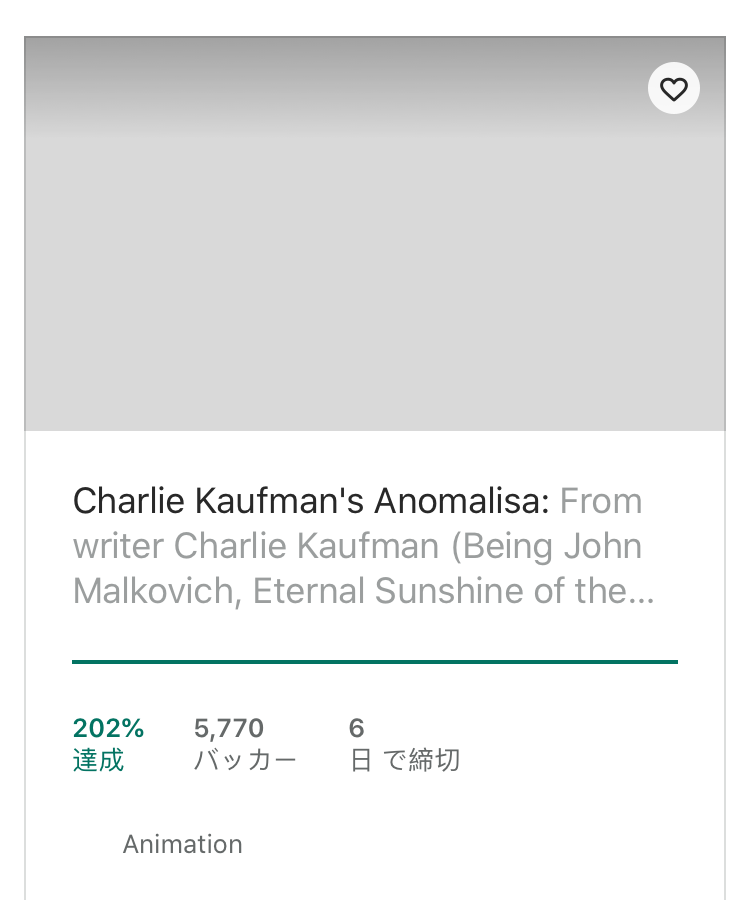 Charlie Kaufman's Anomalisa: From
writer Charlie Kaufman (Being John
Malkovich, Eternal Sunshine of the...
202% 5,770 6
達成 バッカー 日 で締切
Animation